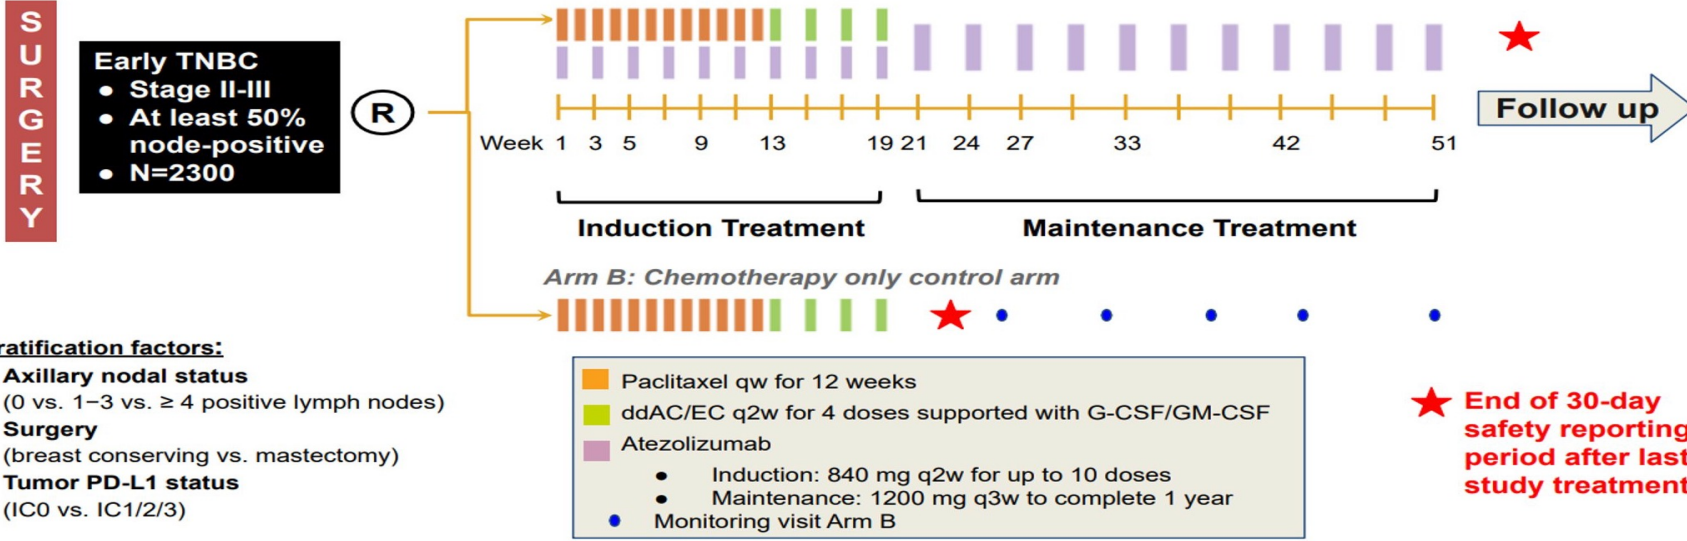 SURGERY
Early TNBC
● Stage II-III
● At least 50%
node-positive
● N=2300
R
Week 1 3 5 9 13 19 21 24 27 33 42 51
Follow up
Induction Treatment
Maintenance Treatment
Arm B: Chemotherapy only control arm
ratification factors:
Axillary nodal status
(0 vs. 1–3 vs. ≥ 4 positive lymph nodes)
Surgery
(breast conserving vs. mastectomy)
Tumor PD-L1 status
(IC0 vs. IC1/2/3)
Paclitaxel qw for 12 weeks
ddAC/EC q2w for 4 doses supported with G-CSF/GM-CSF
Atezolizumab
● Induction: 840 mg q2w for up to 10 doses
● Maintenance: 1200 mg q3w to complete 1 year
Monitoring visit Arm B
End of 30-day
safety reporting
period after last
study treatment